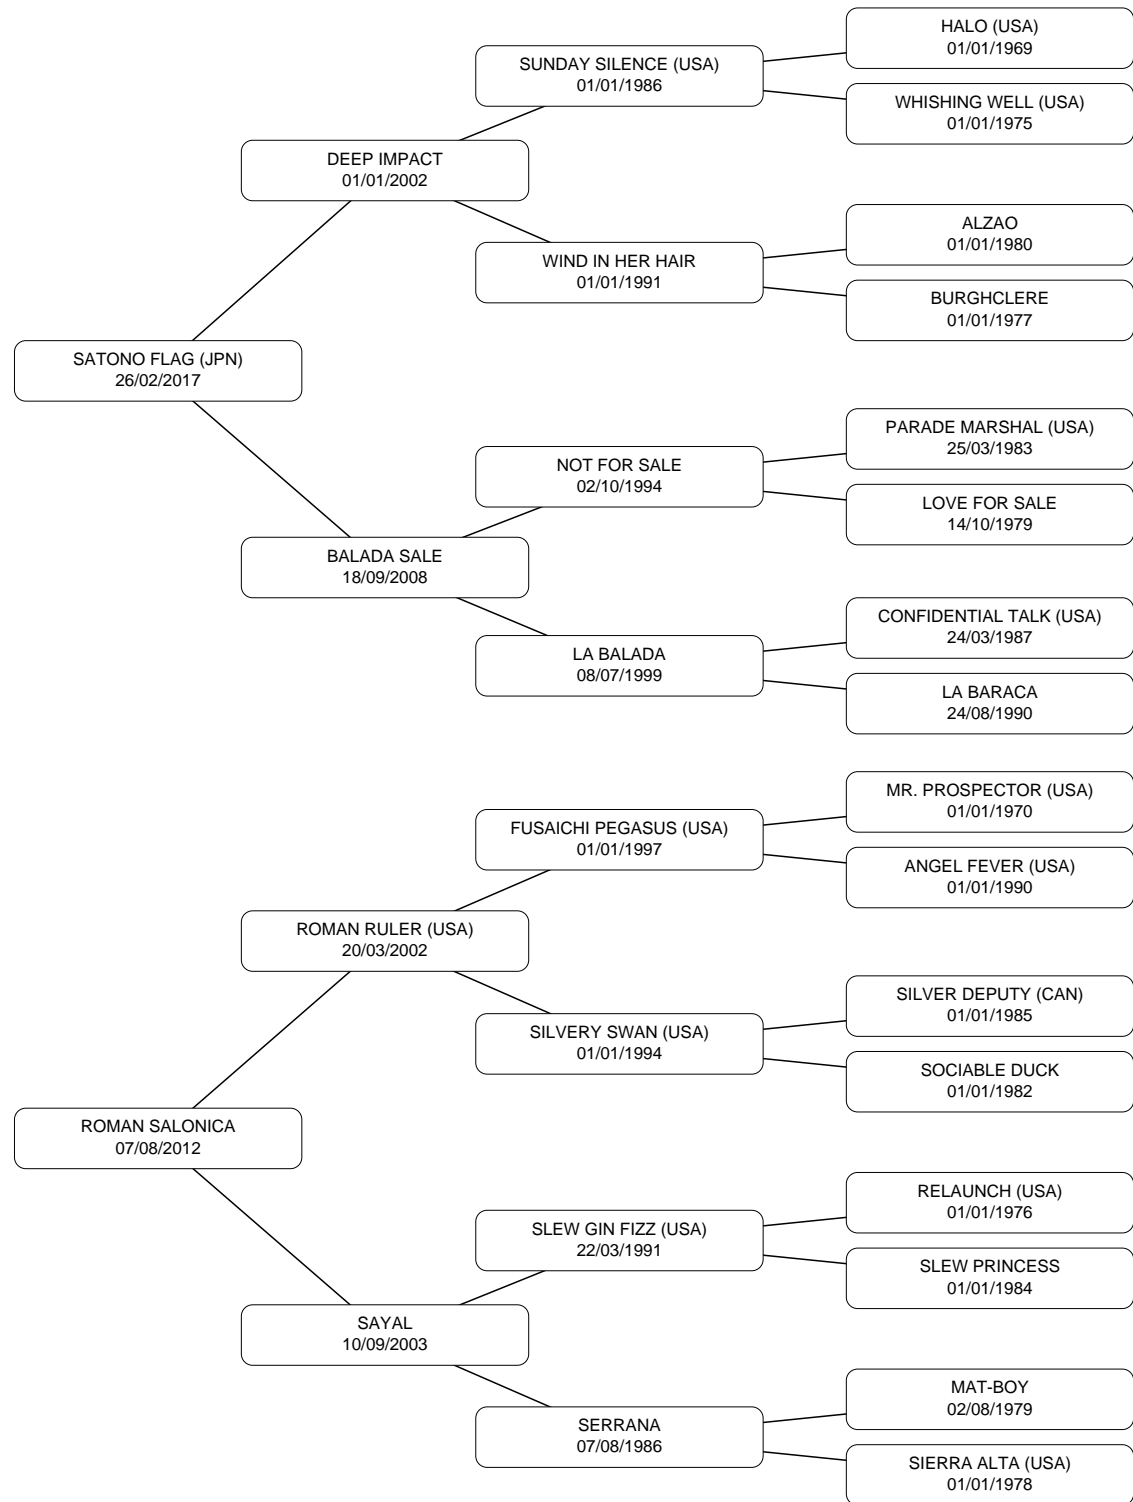 HALO (USA)
01/01/1969
SUNDAY SILENCE (USA)
01/01/1986
WHISHING WELL (USA)
01/01/1975
DEEP IMPACT
01/01/2002
ALZAO
01/01/1980
WIND IN HER HAIR
01/01/1991
BURGHCLERE
01/01/1977
SATONO FLAG (JPN)
26/02/2017
PARADE MARSHAL (USA)
25/03/1983
NOT FOR SALE
02/10/1994
LOVE FOR SALE
14/10/1979
BALADA SALE
18/09/2008
CONFIDENTIAL TALK (USA)
24/03/1987
LA BALADA
08/07/1999
LA BARACA
24/08/1990
MR. PROSPECTOR (USA)
01/01/1970
FUSAICHI PEGASUS (USA)
01/01/1997
ANGEL FEVER (USA)
01/01/1990
ROMAN RULER (USA)
20/03/2002
SILVER DEPUTY (CAN)
01/01/1985
SILVERY SWAN (USA)
01/01/1994
SOCIABLE DUCK
01/01/1982
ROMAN SALONICA
07/08/2012
RELAUNCH (USA)
01/01/1976
SLEW GIN FIZZ (USA)
22/03/1991
SLEW PRINCESS
01/01/1984
SAYAL
10/09/2003
MAT-BOY
02/08/1979
SERRANA
07/08/1986
SIERRA ALTA (USA)
01/01/1978